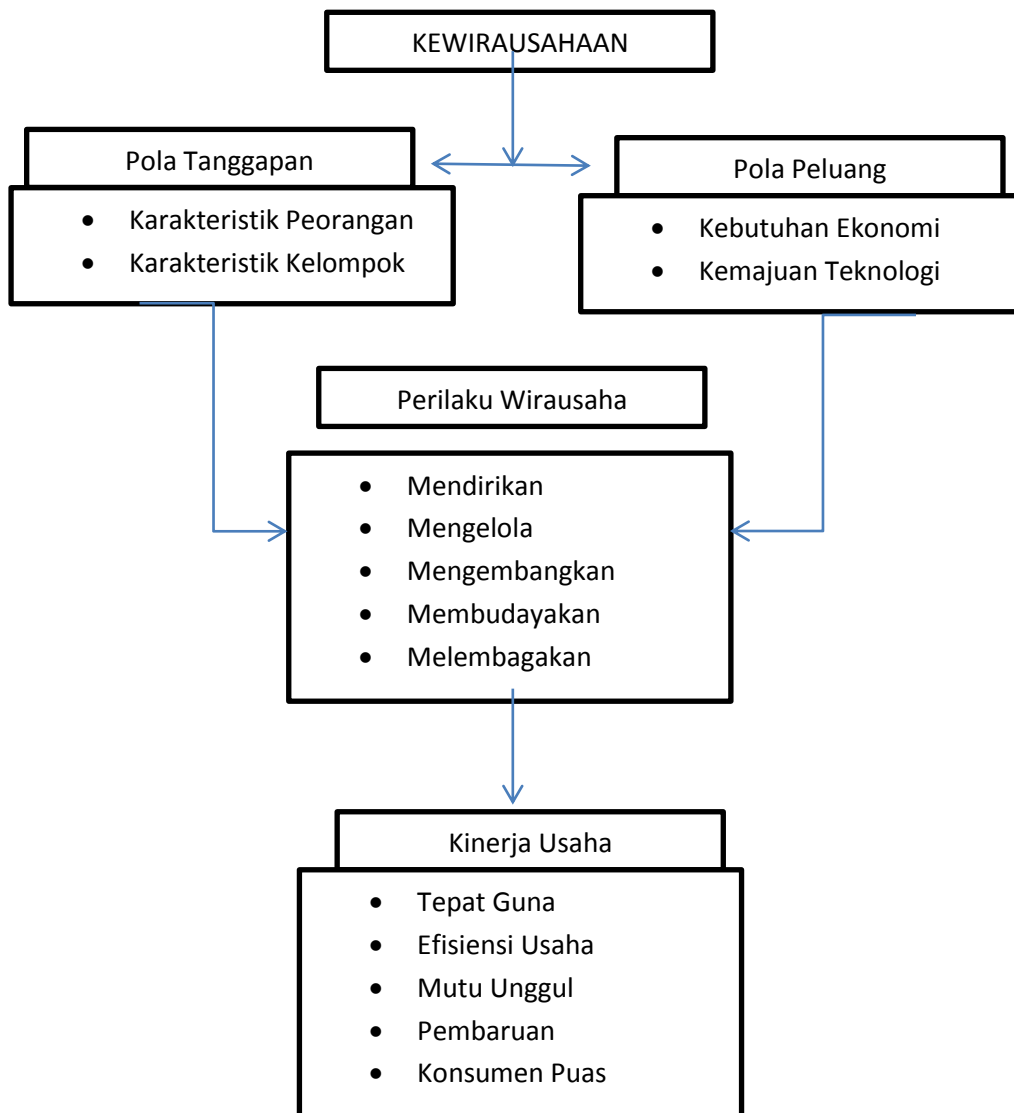 KEWIRAUSAHAAN
Pola Tanggapan
• Karakteristik Peorangan
• Karakteristik Kelompok
Pola Peluang
• Kebutuhan Ekonomi
• Kemajuan Teknologi
Perilaku Wirausaha
• Mendirikan
• Mengelola
• Mengembangkan
• Membudayakan
• Melembagakan
Kinerja Usaha
• Tepat Guna
• Efisiensi Usaha
• Mutu Unggul
• Pembaruan
• Konsumen Puas